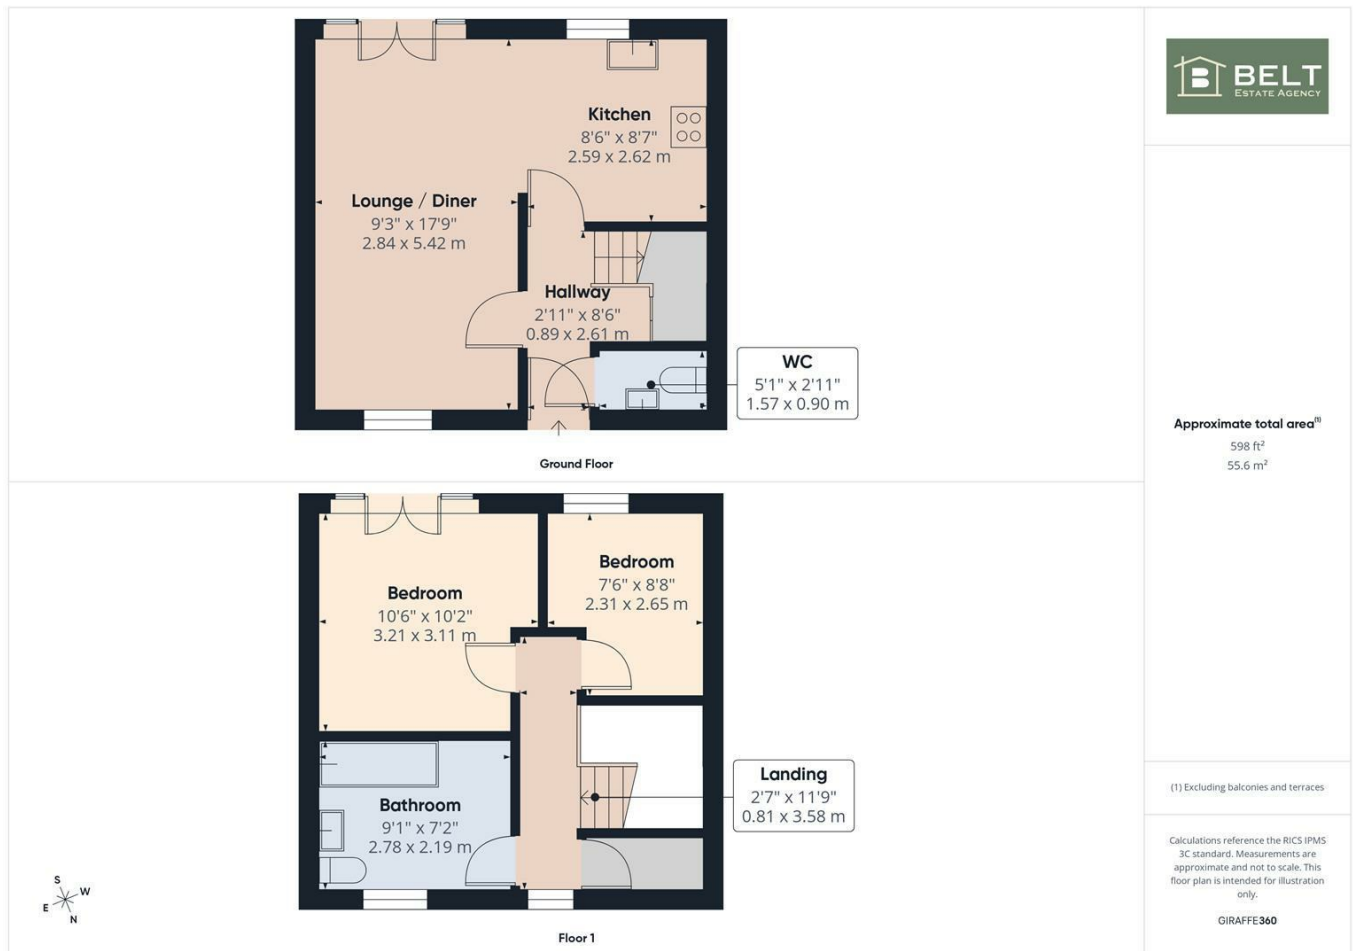 Kitchen
8'6" x 8'7"
2.59 x 2.62 m
Lounge / Diner
9'3" x 17'9"
2.84 x 5.42 m
Hallway
2'11" x 8'6"
0.89 x 2.61 m
WC
5'1" x 2'11"
1.57 x 0.90 m
Ground Floor
Bedroom
10'6" x 10'2"
3.21 x 3.11 m
Bedroom
7'6" x 8'8"
2.31 x 2.65 m
Landing
2'7" x 11'9"
0.81 x 3.58 m
Bathroom
9'1" x 7'2"
2.78 x 2.19 m
Floor 1
S
W
E
N
B BELT
ESTATE AGENCY
Approximate total area(1)
598 ft²
55.6 m²
(1) Excluding balconies and terraces
Calculations reference the RICS IPMS
3C standard. Measurements are
approximate and not to scale. This
floor plan is intended for illustration
only.
GIRAFFE360